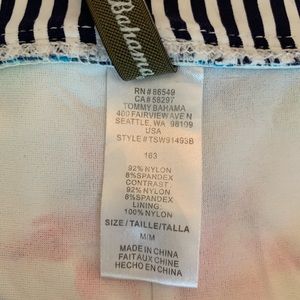 Bahama
RN#86549
CA#58297
TOMMY BAHAMA
400 FAIRVIEW AVE N
SEATTLE, WA 98109
USA
STYLE#TSW91493B
163
92% NYLON
8%SPANDEX
CONTRAST:
92% NYLON
8%SPANDEX
LINING:
100% NYLON
SIZE/TAILLE/TALLA
M/M
MADE IN CHINA
FAIT AUX CHINE
HECHO EN CHINA